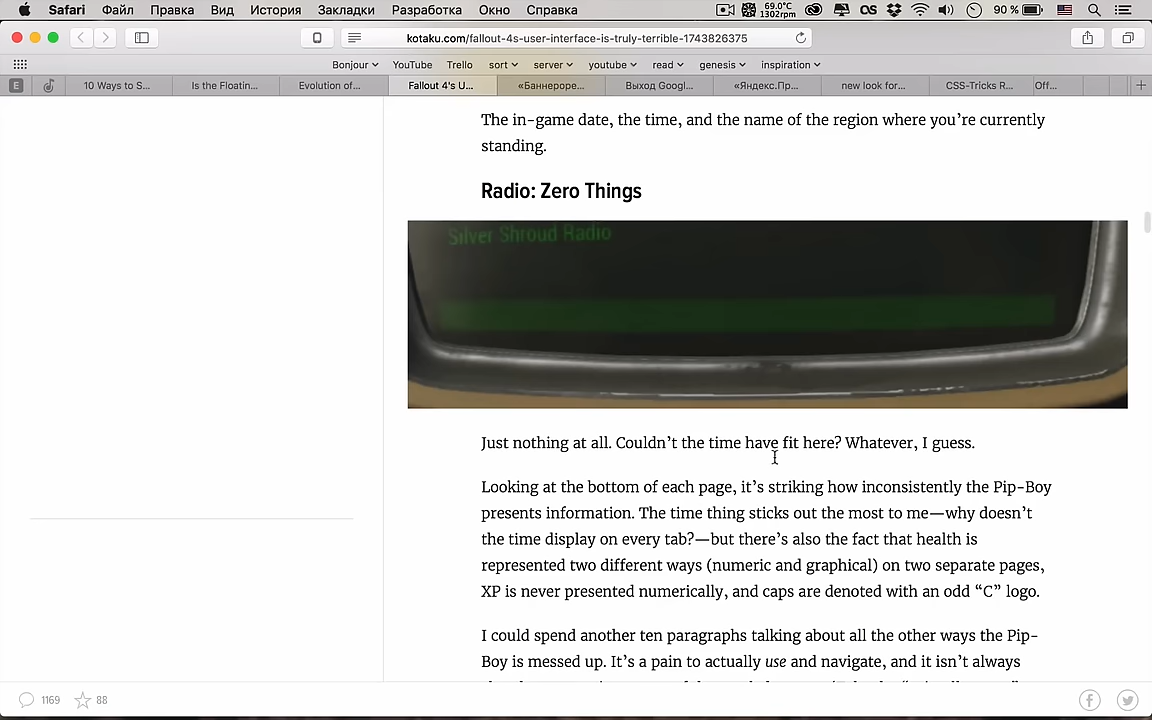 Safari Файл Правка Вид История Закладки Разработка Окно Справка 69.0°C 1302rpm 90 %
kotaku.com/fallout-4s-user-interface-is-truly-terrible-1743826375
Bonjour YouTube Trello sort server youtube read genesis inspiration
E 10 Ways to S... Is the Floatin... Evolution of... Fallout 4's U... «Баннероре... Выход Googl... «Яндекс.Пр... new look for... CSS-Tricks R... Off...
The in-game date, the time, and the name of the region where you’re currently
standing.
Radio: Zero Things
Silver Shroud Radio
Just nothing at all. Couldn’t the time have fit here? Whatever, I guess.
Looking at the bottom of each page, it’s striking how inconsistently the Pip-Boy
presents information. The time thing sticks out the most to me—why doesn’t
the time display on every tab?—but there’s also the fact that health is
represented two different ways (numeric and graphical) on two separate pages,
XP is never presented numerically, and caps are denoted with an odd “C” logo.
I could spend another ten paragraphs talking about all the other ways the Pip-
Boy is messed up. It’s a pain to actually use and navigate, and it isn’t always
1169 88